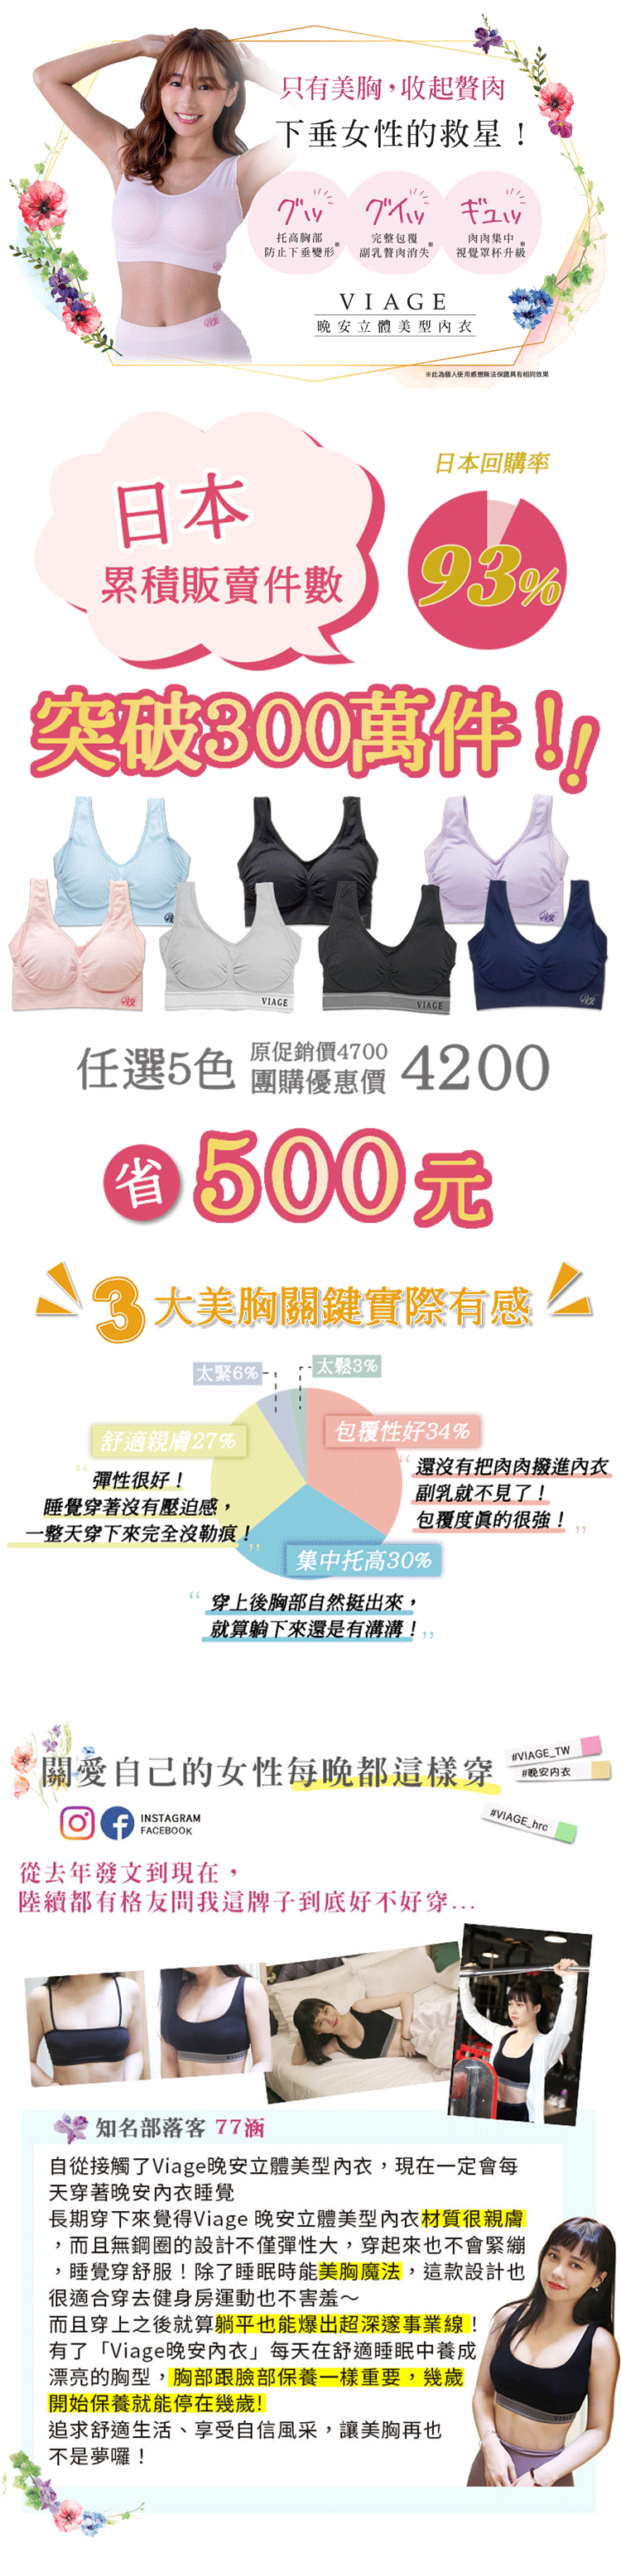 只有美胸,收起贅肉
下垂女性的救星!
グッ
グイッ
ギュッ
托高胸部
防止下垂變形※
完整包覆
副乳贅肉消失※
肉肉集中
視覺罩杯升級※
VIAGE
晚安立體美型內衣
※此為個人使用感想無法保證具有相同效果
日本
累積販賣件數
日本回購率
93%
突破300萬件!!
VIAGE
VIAGE
任選5色
原促銷價4700
團購優惠價
4200
省500元
3大美胸關鍵實際有感
太緊6%
太鬆3%
舒適親膚27%
包覆性好34%
“彈性很好!
睡覺穿著沒有壓迫感,
一整天穿下來完全沒勒痕!”
“還沒有把肉肉撥進內衣
副乳就不見了!
包覆度真的很強!”
集中托高30%
“穿上後胸部自然挺出來,
就算躺下來還是有溝溝!”
關愛自己的女性每晚都這樣穿
#VIAGE_TW
#晚安內衣
#VIAGE_hrc
INSTAGRAM
FACEBOOK
從去年發文到現在,
陸續都有格友問我這牌子到底好不好穿...
VIAGE
知名部落客 77涵
自從接觸了Viage晚安立體美型內衣,現在一定會每
天穿著晚安內衣睡覺
長期穿下來覺得Viage 晚安立體美型內衣材質很親膚
,而且無鋼圈的設計不僅彈性大,穿起來也不會緊繃
,睡覺穿舒服!除了睡眠時能美胸魔法,這款設計也
很適合穿去健身房運動也不害羞～
而且穿上之後就算躺平也能爆出超深邃事業線!
有了「Viage晚安內衣」每天在舒適睡眠中養成
漂亮的胸型,胸部跟臉部保養一樣重要,幾歲
開始保養就能停在幾歲!
追求舒適生活、享受自信風采,讓美胸再也
不是夢囉!
VIAGE